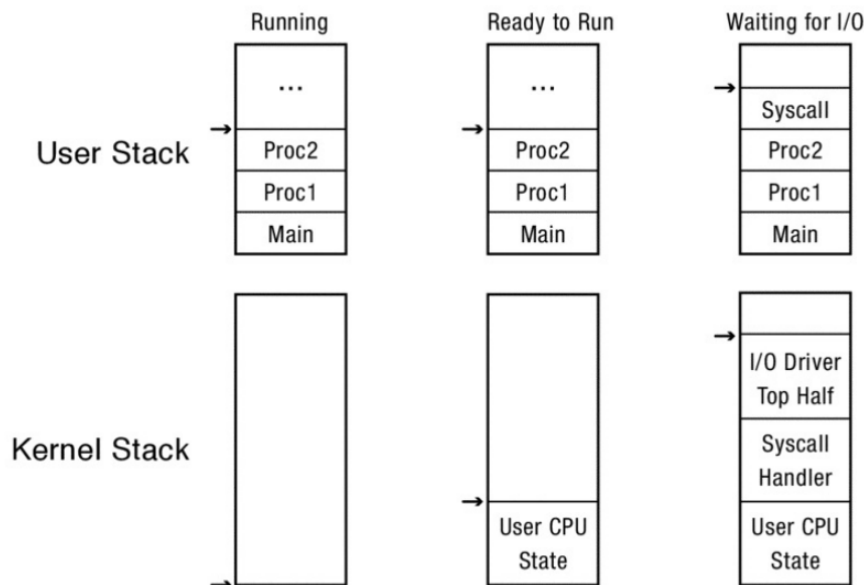 Running
Ready to Run
Waiting for I/O
User Stack
...
Proc2
Proc1
Main
...
Proc2
Proc1
Main
Syscall
Proc2
Proc1
Main
Kernel Stack
User CPU
State
I/O Driver
Top Half
Syscall
Handler
User CPU
State